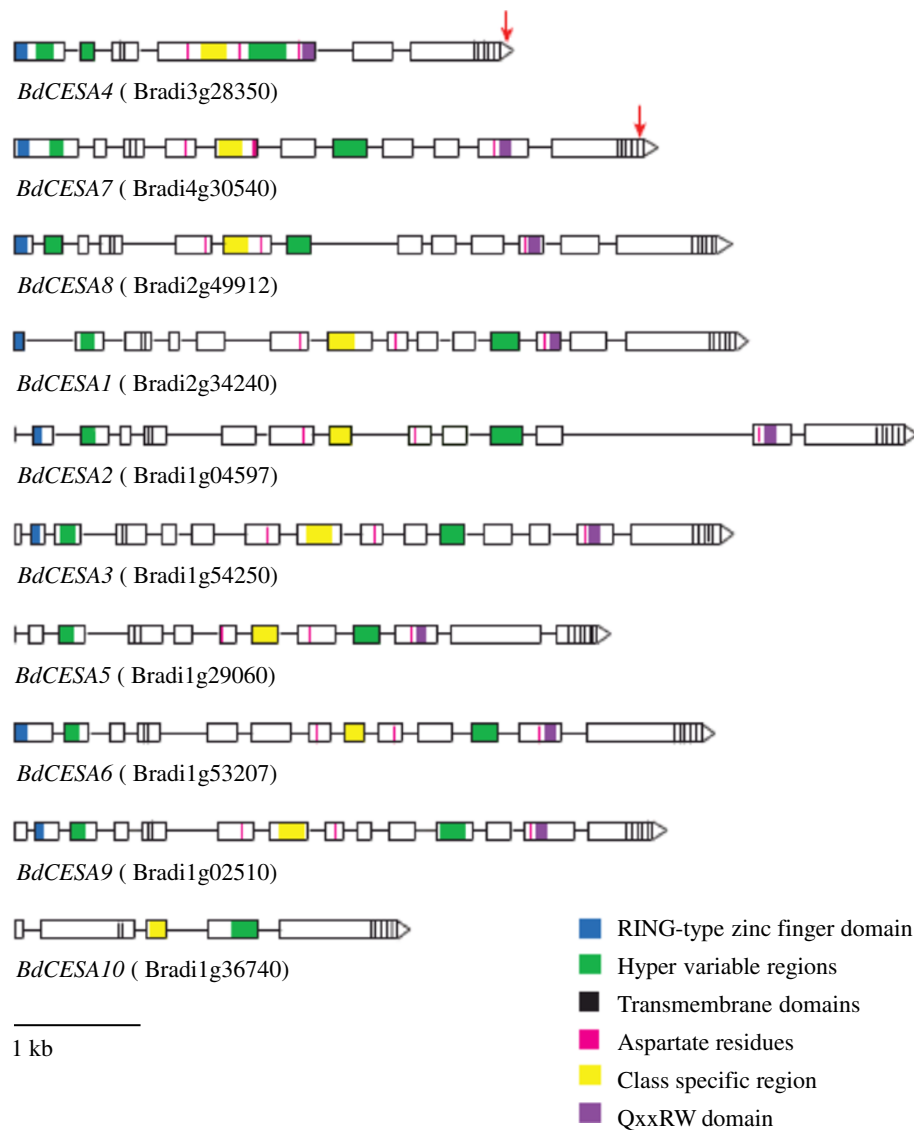 BdCESA4 ( Bradi3g28350)
BdCESA7 ( Bradi4g30540)
BdCESA8 ( Bradi2g49912)
BdCESA1 ( Bradi2g34240)
BdCESA2 ( Bradi1g04597)
BdCESA3 ( Bradi1g54250)
BdCESA5 ( Bradi1g29060)
BdCESA6 ( Bradi1g53207)
BdCESA9 ( Bradi1g02510)
BdCESA10 ( Bradi1g36740)
1 kb
RING-type zinc finger domain
Hyper variable regions
Transmembrane domains
Aspartate residues
Class specific region
QxxRW domain